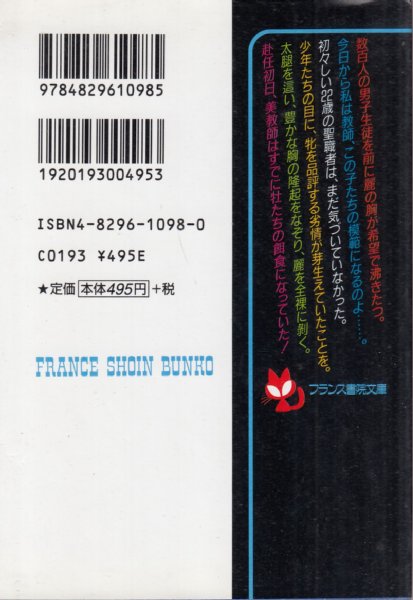 9784829610985
1920193004953
ISBN4-8296-1098-0
C0193 ¥495E
★定価 本体495円 +税
FRANCE SHOIN BUNKO
数百人の男子生徒を前に麗の胸が希望で沸きたつ。
今日から私は教師、この子たちの模範になるのよ……。
初々しい22歳の聖職者は、まだ気づいていなかった。
少年たちの目に、牝を品評する劣情が芽生えていたことを。
太腿を這い、豊かな胸の隆起をなぞり、麗を全裸に剥く。
赴任初日、美教師はすでに牡たちの餌食になっていた!
フランス書院文庫